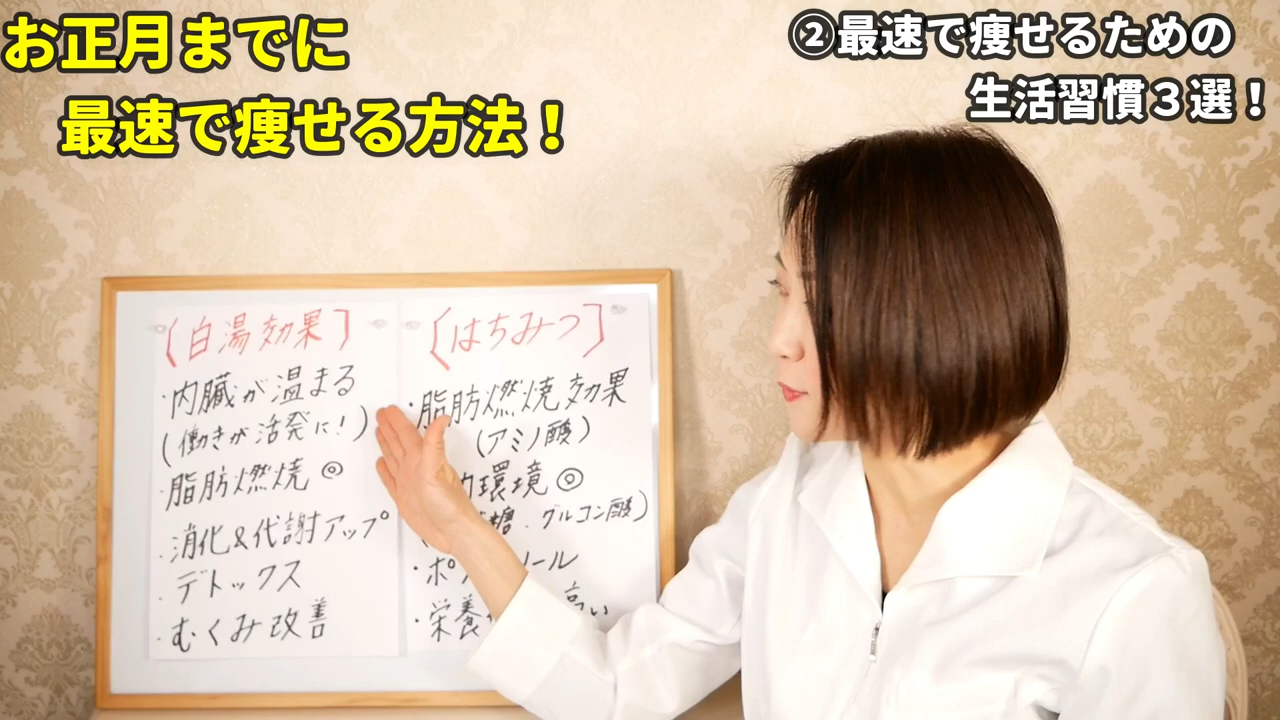 お正月までに
最速で痩せる方法！
②最速で痩せるための
生活習慣３選！
[白湯効果]
・内臓が温まる
(働きが活発に!)
・脂肪燃焼◎
・消化&代謝アップ
・デトックス
・むくみ改善
[はちみつ]
・脂肪燃焼効果
(アミノ酸)
環境◎
糖、グルコン酸)
・ポ ール
・栄養 高い